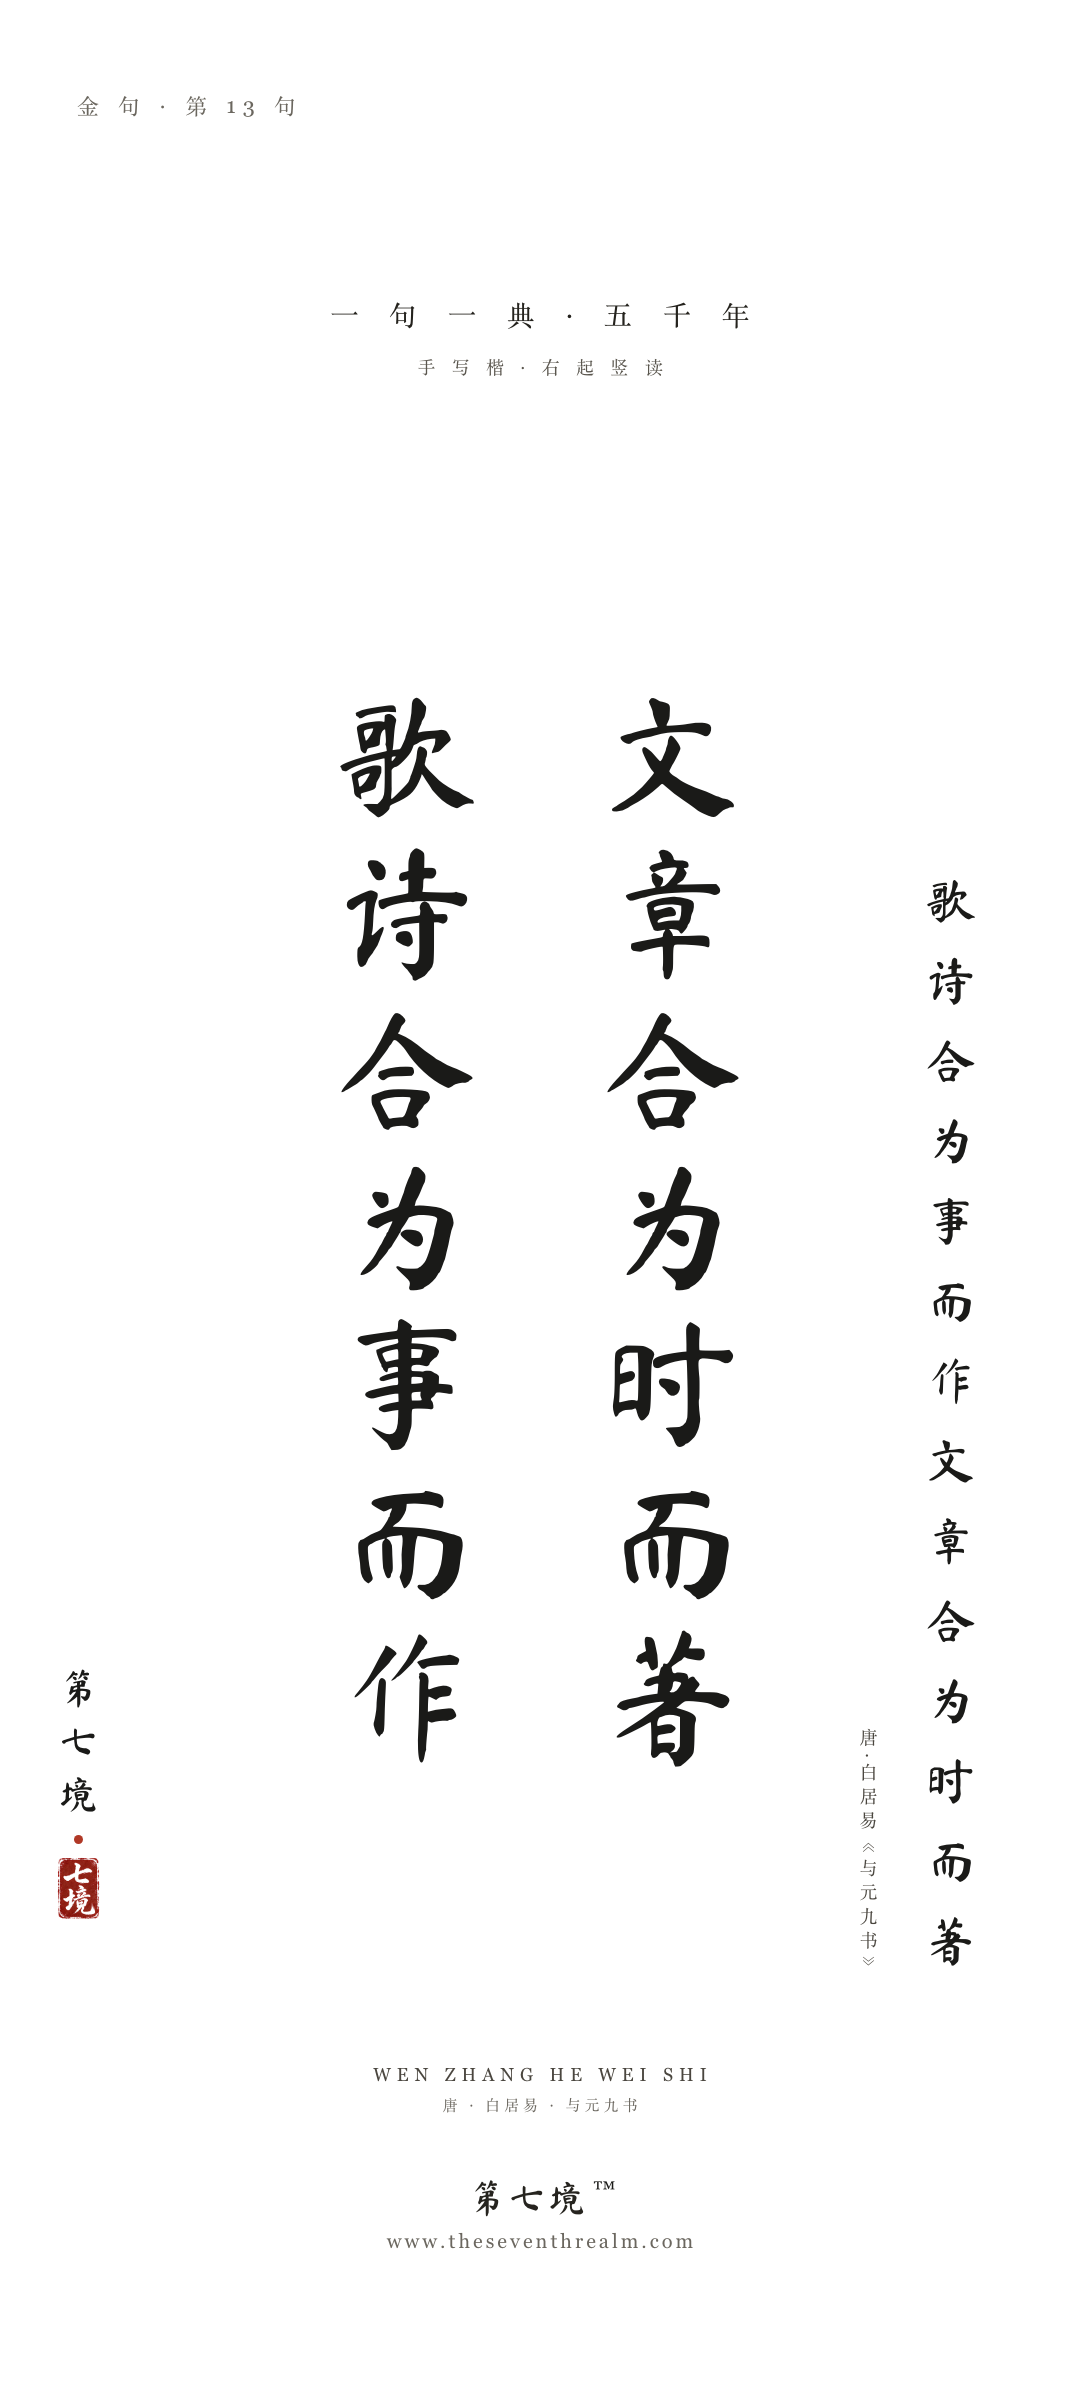 金句·第13句
一句一典·五千年
手写楷·右起竖读
文章合为时而著
歌诗合为事而作
歌诗合为事而作文章合为时而著
唐·白居易《与元九书》
第七境
七境
WEN ZHANG HE WEI SHI
唐·白居易·与元九书
第七境™
www.theseventhrealm.com